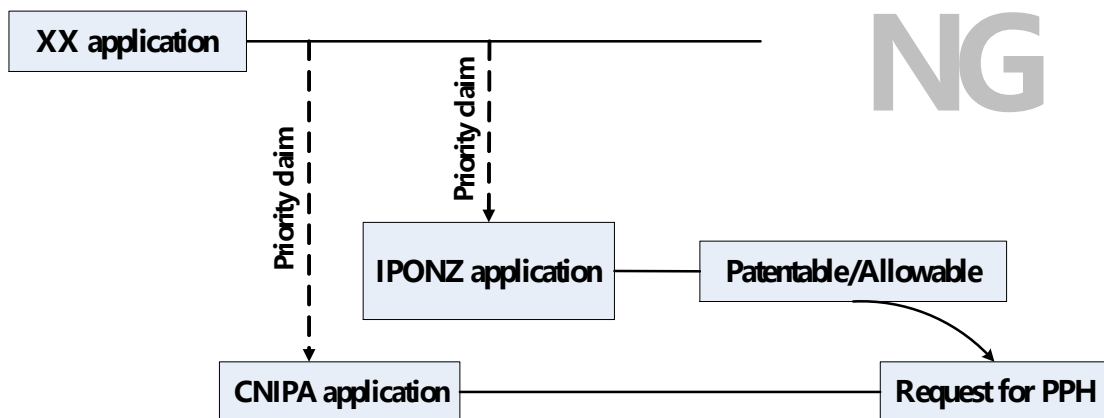 XX application
NG
Priority claim
Priority claim
IPONZ application
Patentable/Allowable
CNIPA application
Request for PPH